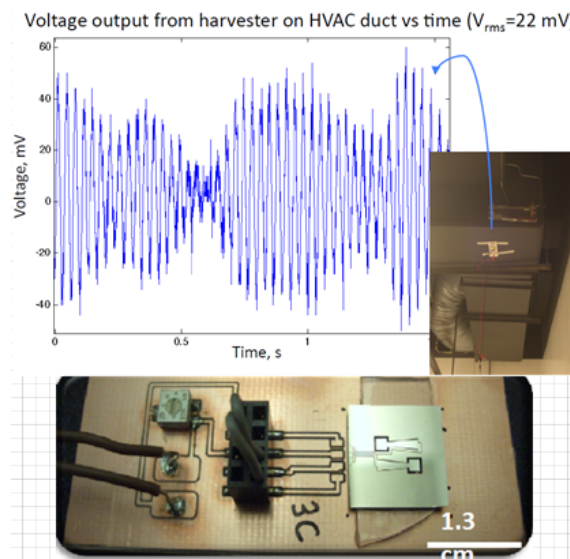 Voltage output from harvester on HVAC duct vs time (Vrms=22 mV)
Voltage, mV
60
40
20
0
-20
-40
0
0.5
1
Time, s
3C
1.3
cm